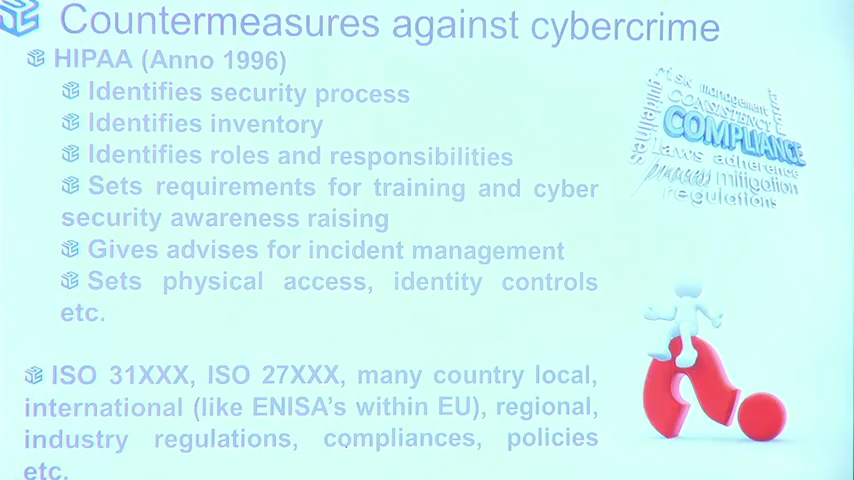 Countermeasures against cybercrime
HIPAA (Anno 1996)
Identifies security process
Identifies inventory
Identifies roles and responsibilities
Sets requirements for training and cyber
security awareness raising
Gives advises for incident management
Sets physical access, identity controls
etc.
ISO 31XXX, ISO 27XXX, many country local,
international (like ENISA's within EU), regional,
industry regulations, compliances, policies
etc.
risk management
CONSISTENCY
COMPLIANCE
guidelines
laws adherence
process mitigation
regulations